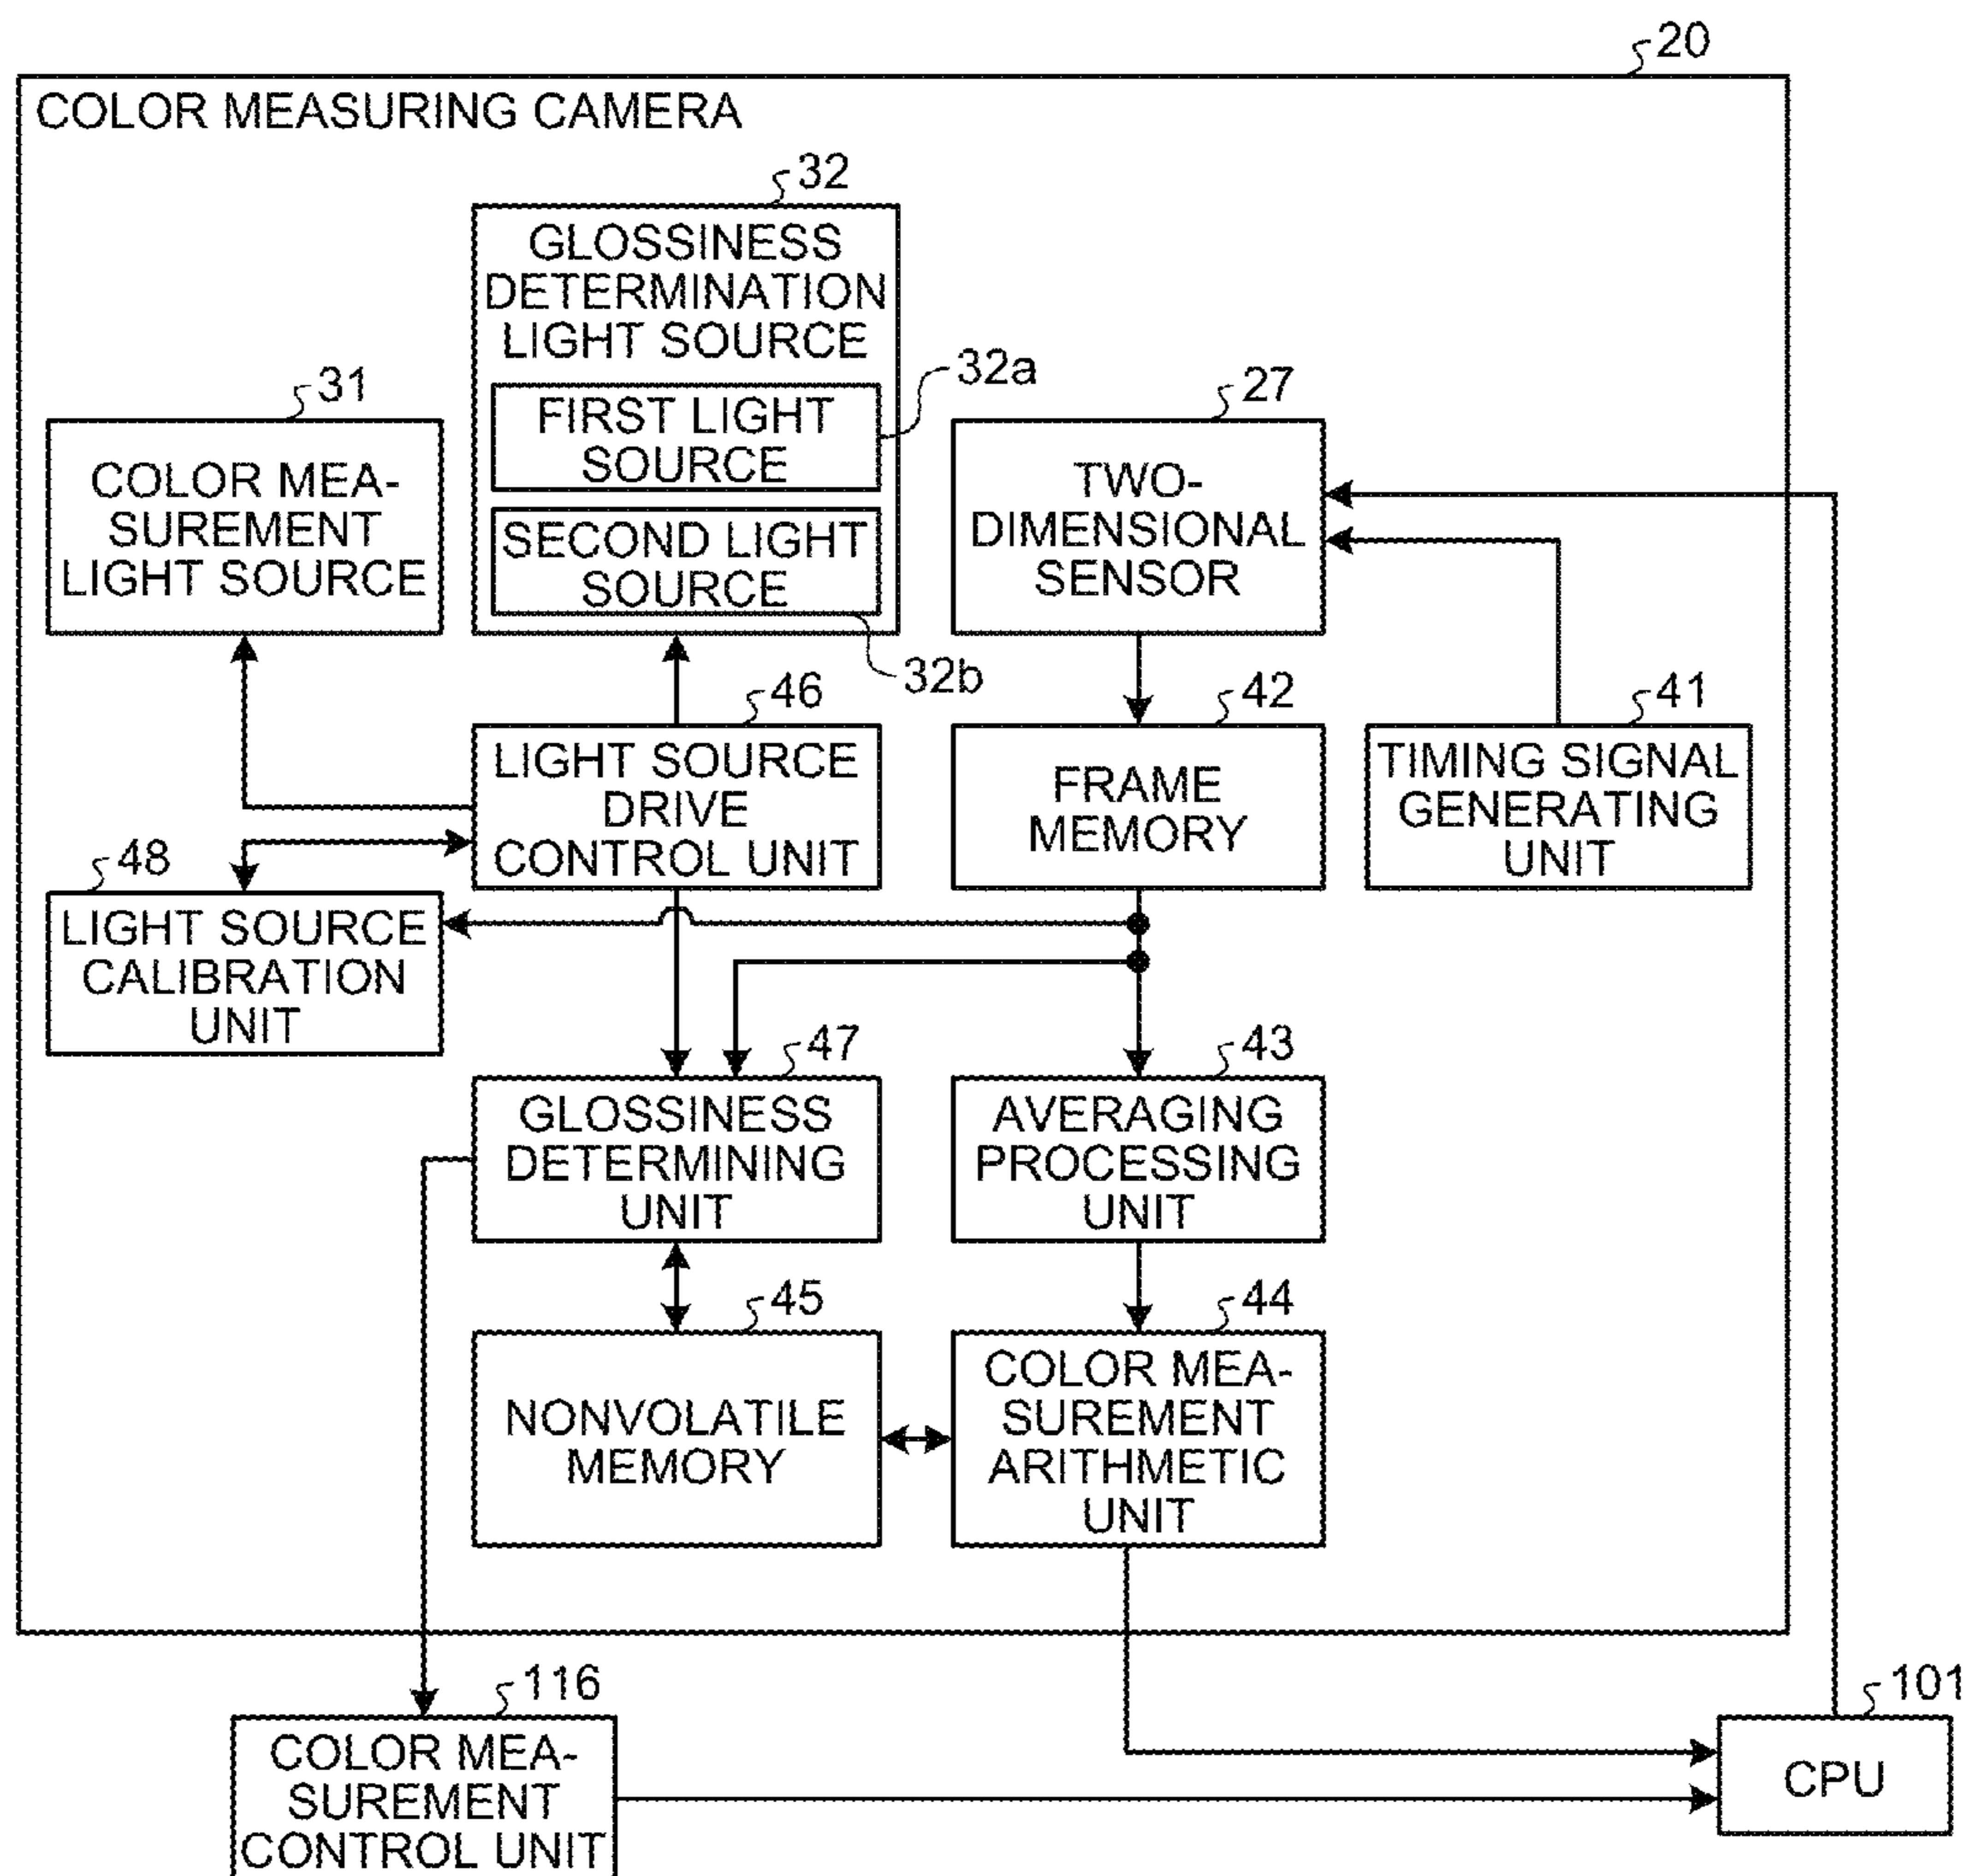 20
COLOR MEASURING CAMERA
32
GLOSSINESS
DETERMINATION
LIGHT SOURCE
32a
FIRST LIGHT
SOURCE
SECOND LIGHT
SOURCE
32b
31
COLOR MEA-
SUREMENT
LIGHT SOURCE
27
TWO-
DIMENSIONAL
SENSOR
46
LIGHT SOURCE
DRIVE
CONTROL UNIT
42
FRAME
MEMORY
41
TIMING SIGNAL
GENERATING
UNIT
48
LIGHT SOURCE
CALIBRATION
UNIT
47
GLOSSINESS
DETERMINING
UNIT
43
AVERAGING
PROCESSING
UNIT
45
NONVOLATILE
MEMORY
44
COLOR MEA-
SUREMENT
ARITHMETIC
UNIT
116
COLOR MEA-
SUREMENT
CONTROL UNIT
101
CPU